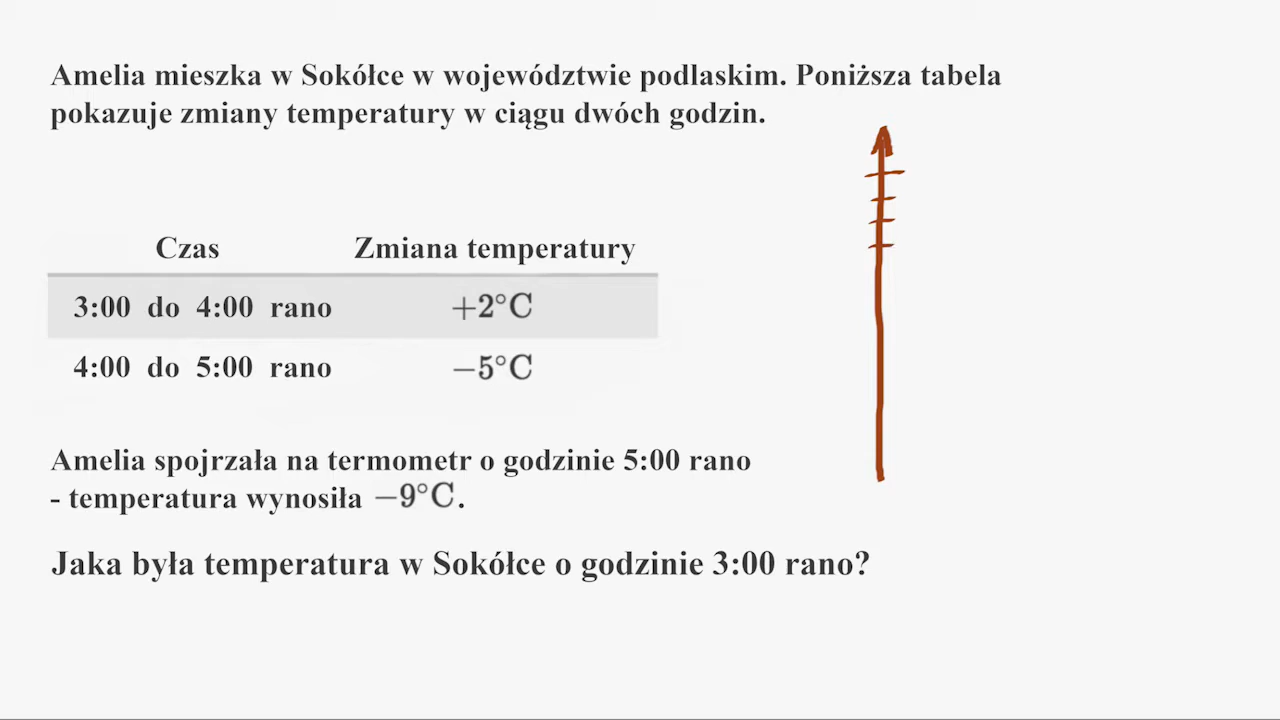 Amelia mieszka w Sokółce w województwie podlaskim. Poniższa tabela
pokazuje zmiany temperatury w ciągu dwóch godzin.
Czas Zmiana temperatury
3:00 do 4:00 rano +2°C
4:00 do 5:00 rano −5°C
Amelia spojrzała na termometr o godzinie 5:00 rano
- temperatura wynosiła −9°C.
Jaka była temperatura w Sokółce o godzinie 3:00 rano?